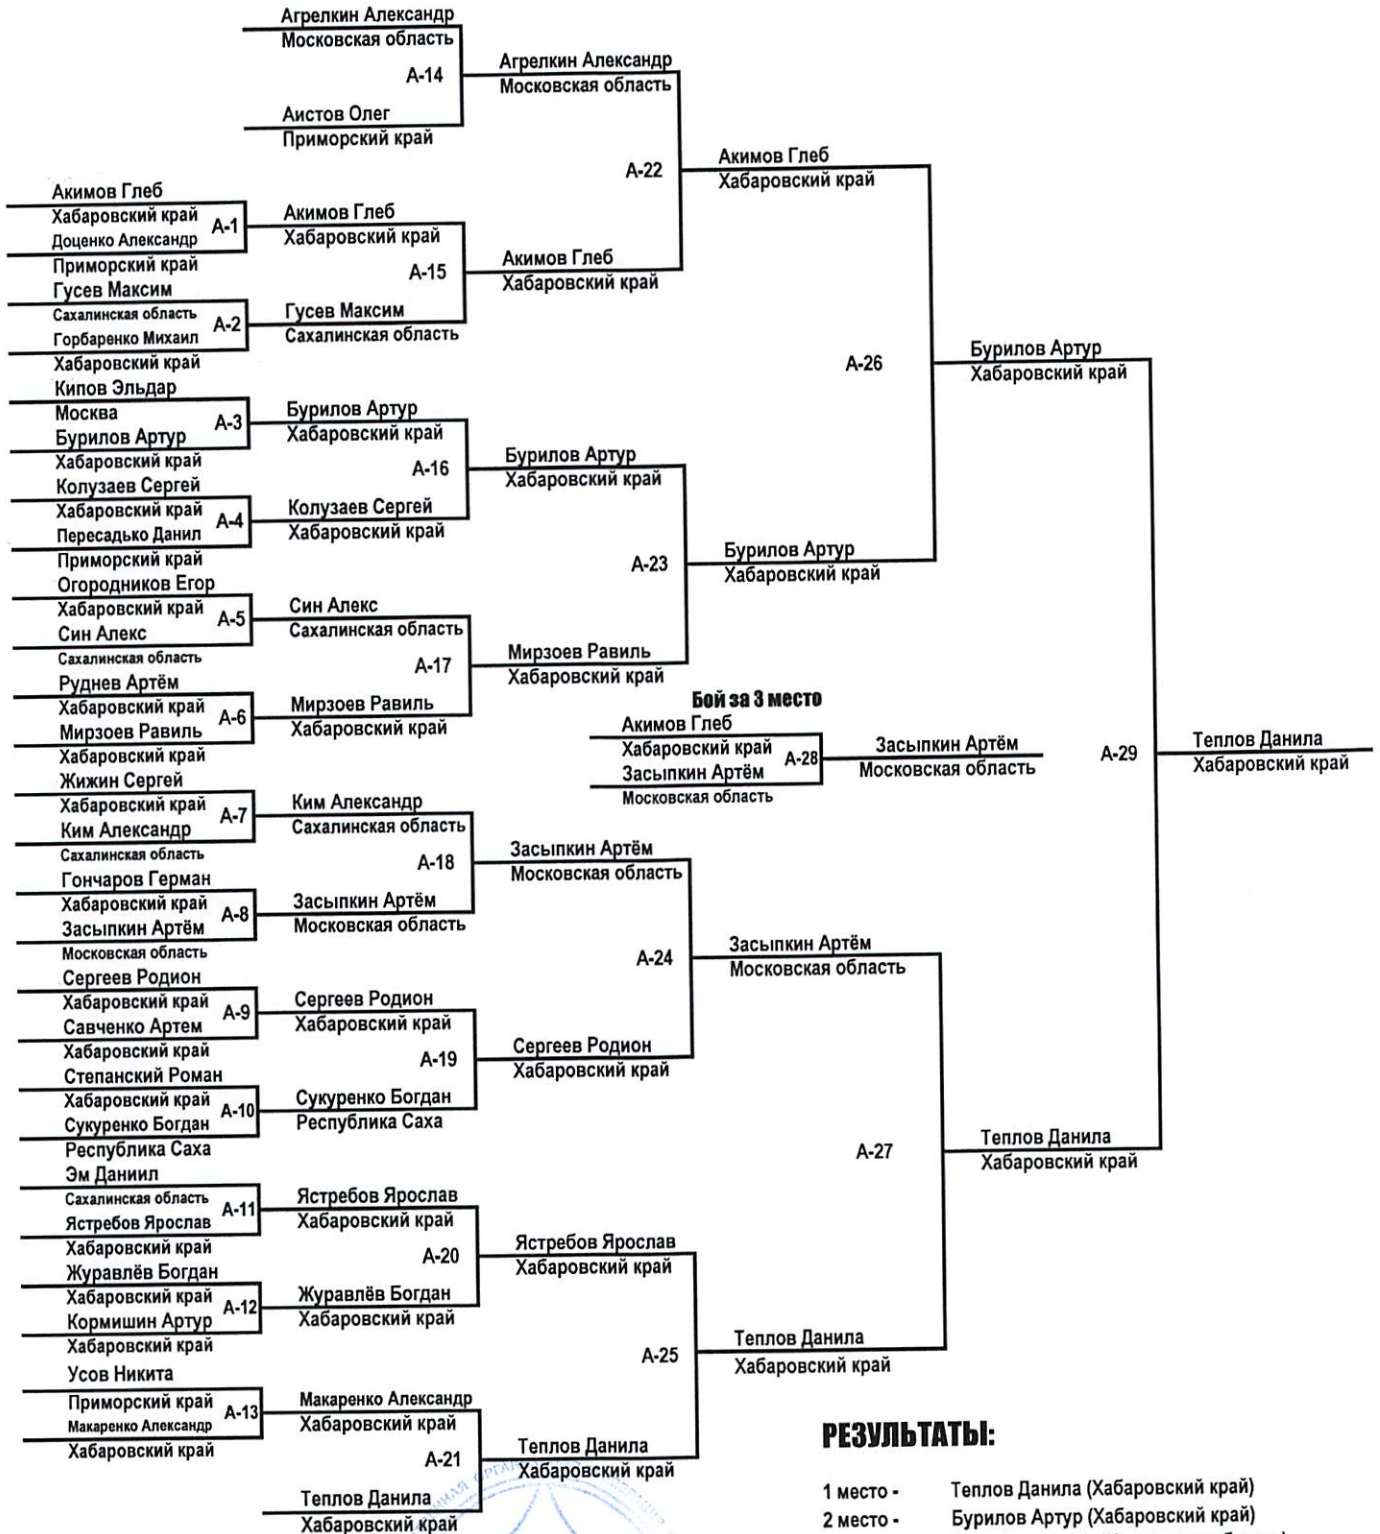 Агрелкин Александр
Московская область
А-14
Аистов Олег
Приморский край
Агрелкин Александр
Московская область
А-22
Акимов Глеб
Хабаровский край
Акимов Глеб
Хабаровский край
Доценко Александр
А-1
Приморский край
Гусев Максим
Сахалинская область
Горбаренко Михаил
А-2
Хабаровский край
Акимов Глеб
Хабаровский край
А-15
Гусев Максим
Сахалинская область
Акимов Глеб
Хабаровский край
А-26
Бурилов Артур
Хабаровский край
Кипов Эльдар
Москва
Бурилов Артур
А-3
Хабаровский край
Колузаев Сергей
Хабаровский край
Пересадько Данил
А-4
Приморский край
Бурилов Артур
Хабаровский край
А-16
Колузаев Сергей
Хабаровский край
Бурилов Артур
Хабаровский край
А-23
Бурилов Артур
Хабаровский край
Огородников Егор
Хабаровский край
Син Алекс
А-5
Сахалинская область
Руднев Артём
Хабаровский край
Мирзоев Равиль
А-6
Хабаровский край
Син Алекс
Сахалинская область
А-17
Мирзоев Равиль
Хабаровский край
Мирзоев Равиль
Хабаровский край
Бой за 3 место
Акимов Глеб
Хабаровский край
Засыпкин Артём
А-28
Московская область
Засыпкин Артём
Московская область
А-29
Теплов Данила
Хабаровский край
Жижин Сергей
Хабаровский край
Ким Александр
А-7
Сахалинская область
Гончаров Герман
Хабаровский край
Засыпкин Артём
А-8
Московская область
Ким Александр
Сахалинская область
А-18
Засыпкин Артём
Московская область
Засыпкин Артём
Московская область
А-24
Засыпкин Артём
Московская область
Сергеев Родион
Хабаровский край
Савченко Артем
А-9
Хабаровский край
Степанский Роман
Хабаровский край
Сукуренко Богдан
А-10
Республика Саха
Сергеев Родион
Хабаровский край
А-19
Сукуренко Богдан
Республика Саха
Сергеев Родион
Хабаровский край
А-27
Теплов Данила
Хабаровский край
Эм Даниил
Сахалинская область
Ястребов Ярослав
А-11
Хабаровский край
Журавлёв Богдан
Хабаровский край
Кормишин Артур
А-12
Хабаровский край
Ястребов Ярослав
Хабаровский край
А-20
Журавлёв Богдан
Хабаровский край
Ястребов Ярослав
Хабаровский край
А-25
Теплов Данила
Хабаровский край
Усов Никита
Приморский край
Макаренко Александр
А-13
Хабаровский край
Макаренко Александр
Хабаровский край
А-21
Теплов Данила
Хабаровский край
Теплов Данила
Хабаровский край
РЕЗУЛЬТАТЫ:
1 место - Теплов Данила (Хабаровский край)
2 место - Бурилов Артур (Хабаровский край)